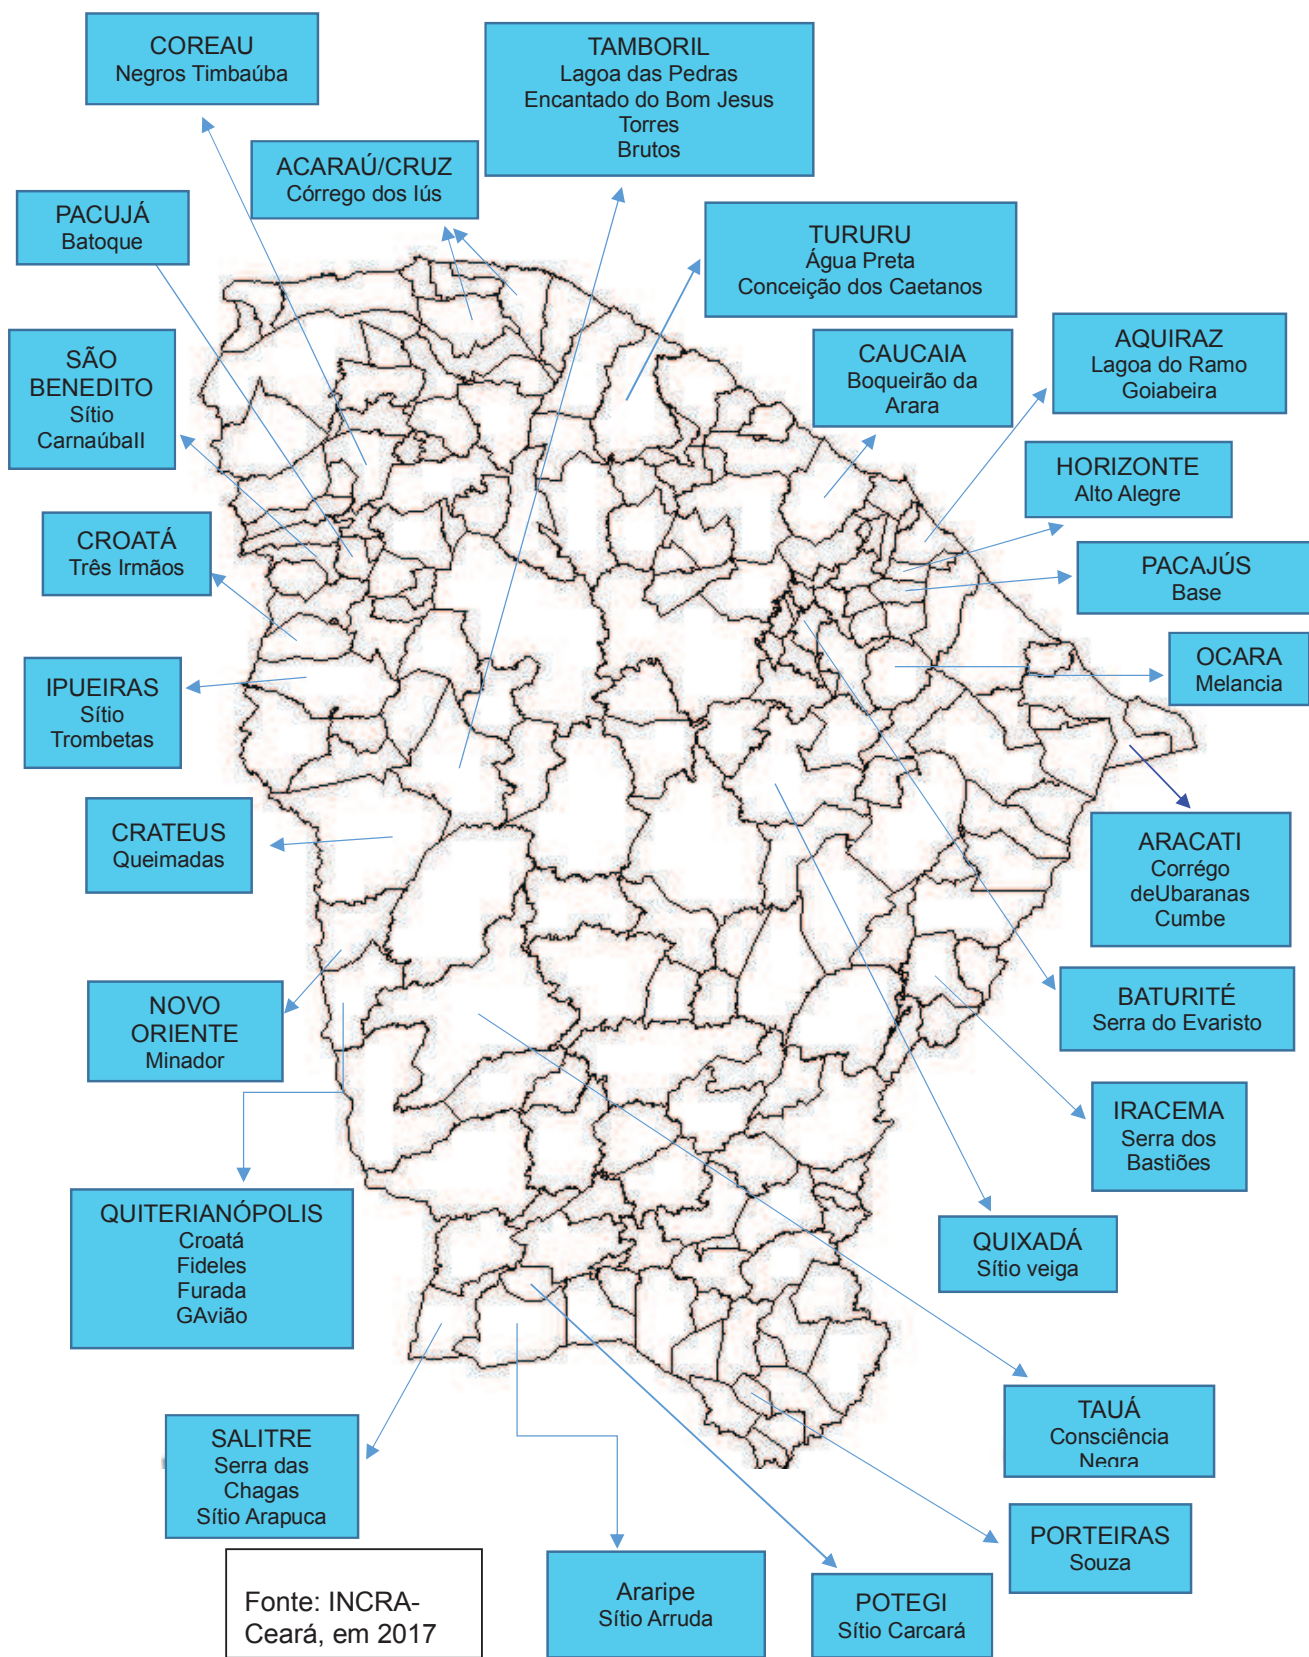 COREAU
Negros Timbaúba
TAMBORIL
Lagoa das Pedras
Encantado do Bom Jesus
Torres
Brutos
ACARAÚ/CRUZ
Córrego dos Iús
PACUJÁ
Batoque
TURURU
Água Preta
Conceição dos Caetanos
SÃO
BENEDITO
Sítio
CarnaúbaII
CAUCAIA
Boqueirão da
Arara
AQUIRAZ
Lagoa do Ramo
Goiabeira
HORIZONTE
Alto Alegre
CROATÁ
Três Irmãos
PACAJÚS
Base
OCARA
Melancia
IPUEIRAS
Sítio
Trombetas
CRATEUS
Queimadas
ARACATI
Corrégo
deUbaranas
Cumbe
NOVO
ORIENTE
Minador
BATURITÉ
Serra do Evaristo
IRACEMA
Serra dos
Bastiões
QUITERIANÓPOLIS
Croatá
Fideles
Furada
GAvião
QUIXADÁ
Sítio veiga
TAUÁ
Consciência
Negra
SALITRE
Serra das
Chagas
Sítio Arapuca
PORTEIRAS
Souza
Fonte: INCRA-
Ceará, em 2017
Araripe
Sítio Arruda
POTEGI
Sítio Carcará